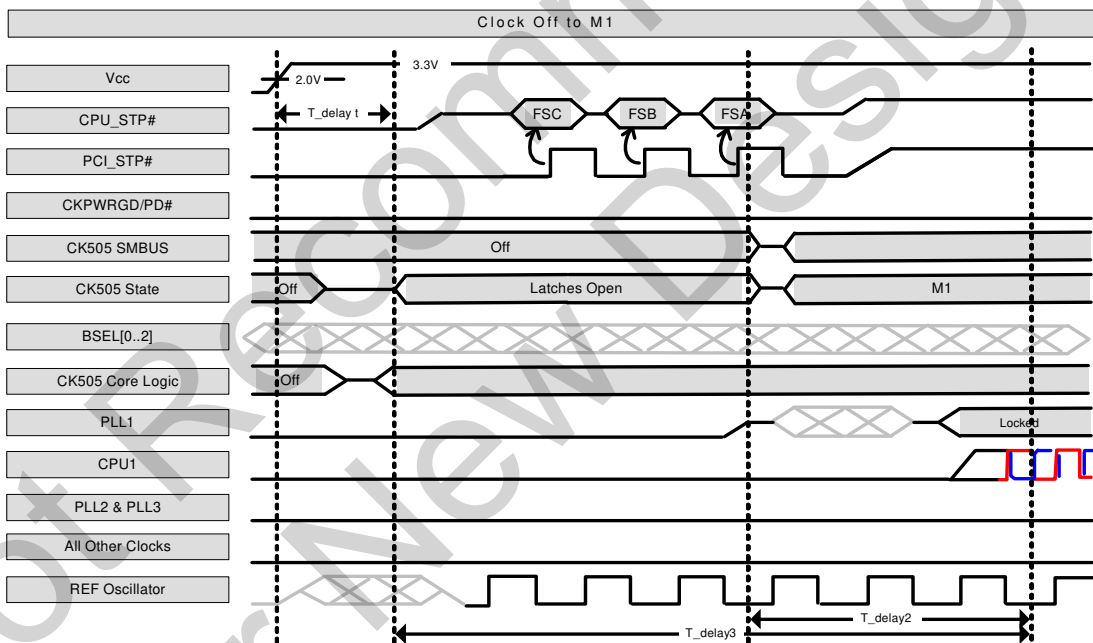 Clock Off to M1
Vcc
2.0V
3.3V
CPU_STP#
T_delay t
FSC
FSB
FSA
PCI_STP#
CKPWRGD/PD#
CK505 SMBUS
Off
CK505 State
Off
Latches Open
M1
BSEL[0..2]
CK505 Core Logic
Off
PLL1
Locked
CPU1
PLL2 & PLL3
All Other Clocks
REF Oscillator
T_delay2
T_delay3